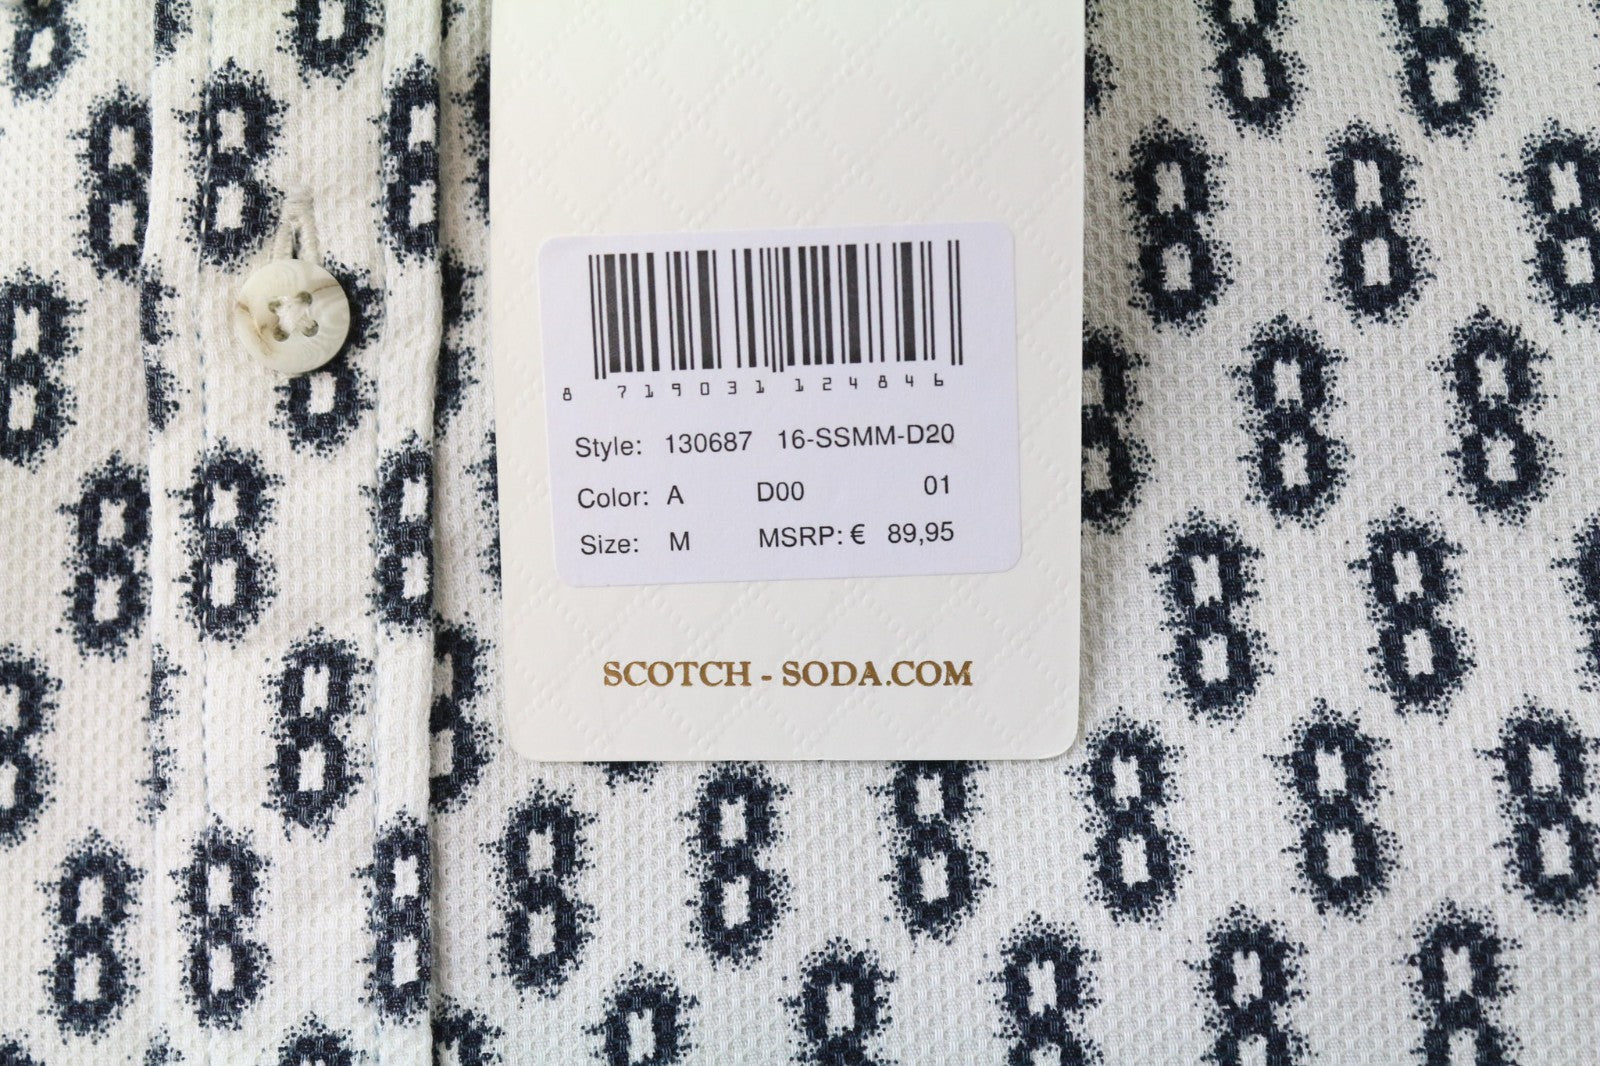 8 719031 124846
Style: 130687 16-SSMM-D20
Color: A D00 01
Size: M MSRP: € 89,95
SCOTCH - SODA.COM